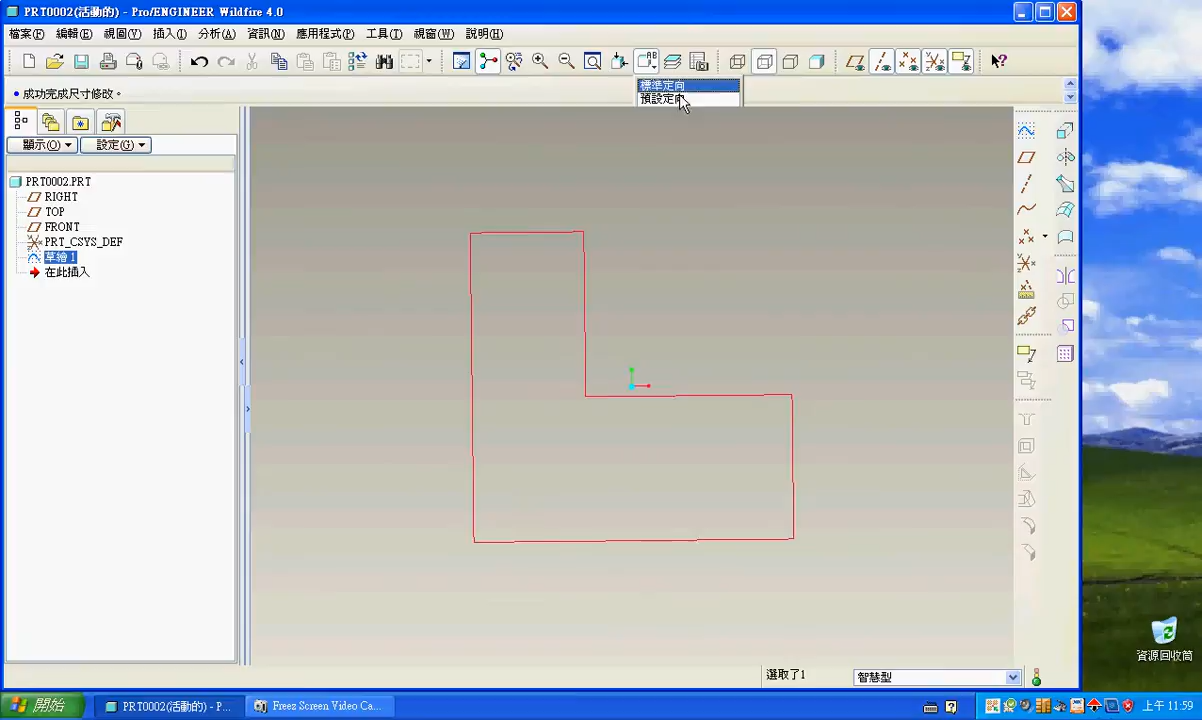 PRT0002(活動的) - Pro/ENGINEER Wildfire 4.0
檔案(F) 編輯(E) 視圖(V) 插入(I) 分析(A) 資訊(N) 應用程式(P) 工具(T) 視窗(W) 說明(H)
標準定向
預設定向
• 成功完成尺寸修改。
顯示(O) 設定(G)
PRT0002.PRT
RIGHT
TOP
FRONT
PRT_CSYS_DEF
草繪 1
在此插入
選取了1
智慧型
資源回收筒
開始
PRT0002(活動的) - P...
Freez Screen Video Ca...
上午 11:59